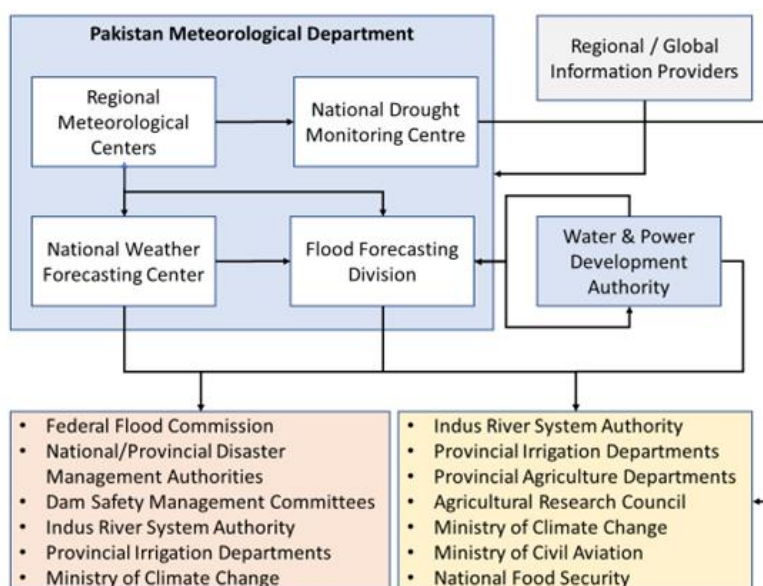 Pakistan Meteorological Department
Regional / Global
Information Providers
Regional
Meteorological
Centers
National Drought
Monitoring Centre
National Weather
Forecasting Center
Flood Forecasting
Division
Water & Power
Development
Authority
• Federal Flood Commission
• National/Provincial Disaster
Management Authorities
• Dam Safety Management Committees
• Indus River System Authority
• Provincial Irrigation Departments
• Ministry of Climate Change
• Indus River System Authority
• Provincial Irrigation Departments
• Provincial Agriculture Departments
• Agricultural Research Council
• Ministry of Climate Change
• Ministry of Civil Aviation
• National Food Security